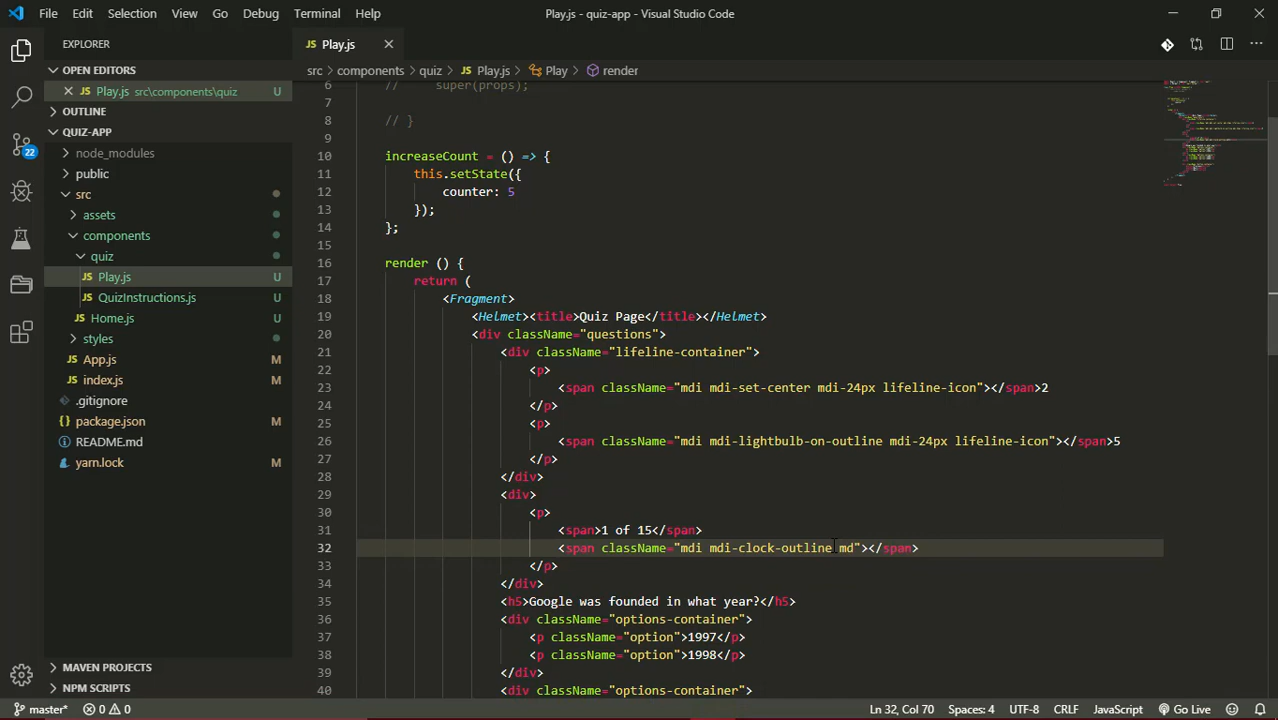 File Edit Selection View Go Debug Terminal Help
Play.js - quiz-app - Visual Studio Code
EXPLORER
OPEN EDITORS
JS Play.js src\components\quiz U
OUTLINE
QUIZ-APP
node_modules
public
src
assets
components
quiz
JS Play.js U
JS QuizInstructions.js U
JS Home.js U
styles
JS App.js M
JS index.js M
.gitignore
package.json M
README.md
yarn.lock M
MAVEN PROJECTS
NPM SCRIPTS
22
JS Play.js
src > components > quiz > JS Play.js > Play > render
6 // super(props);
7
8 // }
9
10 increaseCount = () => {
11 this.setState({
12 counter: 5
13 });
14 };
15
16 render () {
17 return (
18 <Fragment>
19 <Helmet><title>Quiz Page</title></Helmet>
20 <div className="questions">
21 <div className="lifeline-container">
22 <p>
23 <span className="mdi mdi-set-center mdi-24px lifeline-icon"></span>2
24 </p>
25 <p>
26 <span className="mdi mdi-lightbulb-on-outline mdi-24px lifeline-icon"></span>5
27 </p>
28 </div>
29 <div>
30 <p>
31 <span>1 of 15</span>
32 <span className="mdi mdi-clock-outline md"></span>
33 </p>
34 </div>
35 <h5>Google was founded in what year?</h5>
36 <div className="options-container">
37 <p className="option">1997</p>
38 <p className="option">1998</p>
39 </div>
40 <div className="options-container">
master* 0 0
Ln 32, Col 70 Spaces: 4 UTF-8 CRLF JavaScript Go Live